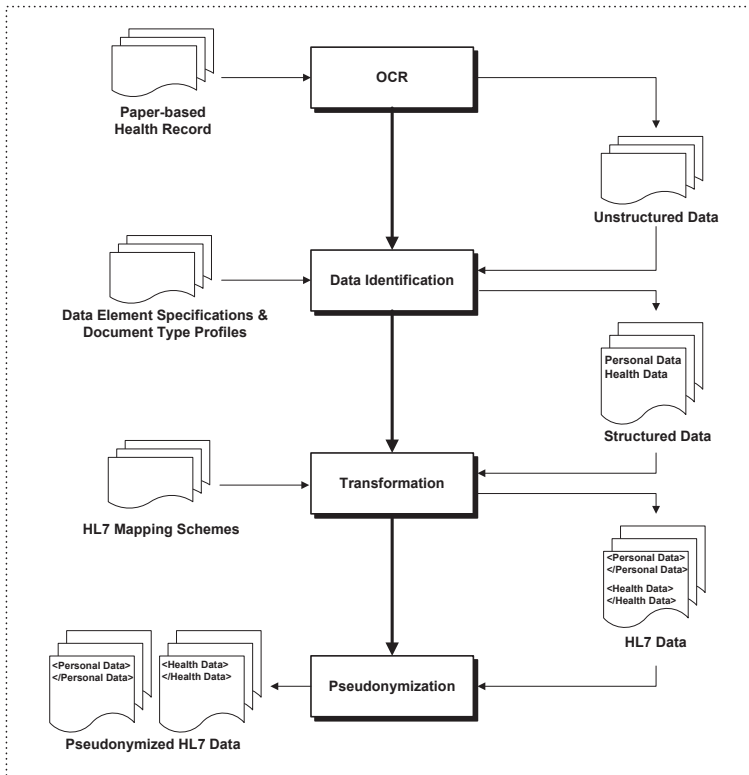 OCR
Paper-based
Health Record
Unstructured Data
Data Identification
Data Element Specifications &
Document Type Profiles
Personal Data
Health Data
Structured Data
Transformation
HL7 Mapping Schemes
<Personal Data>
</Personal Data>
<Health Data>
</Health Data>
HL7 Data
<Personal Data>
</Personal Data>
<Health Data>
</Health Data>
Pseudonymization
Pseudonymized HL7 Data